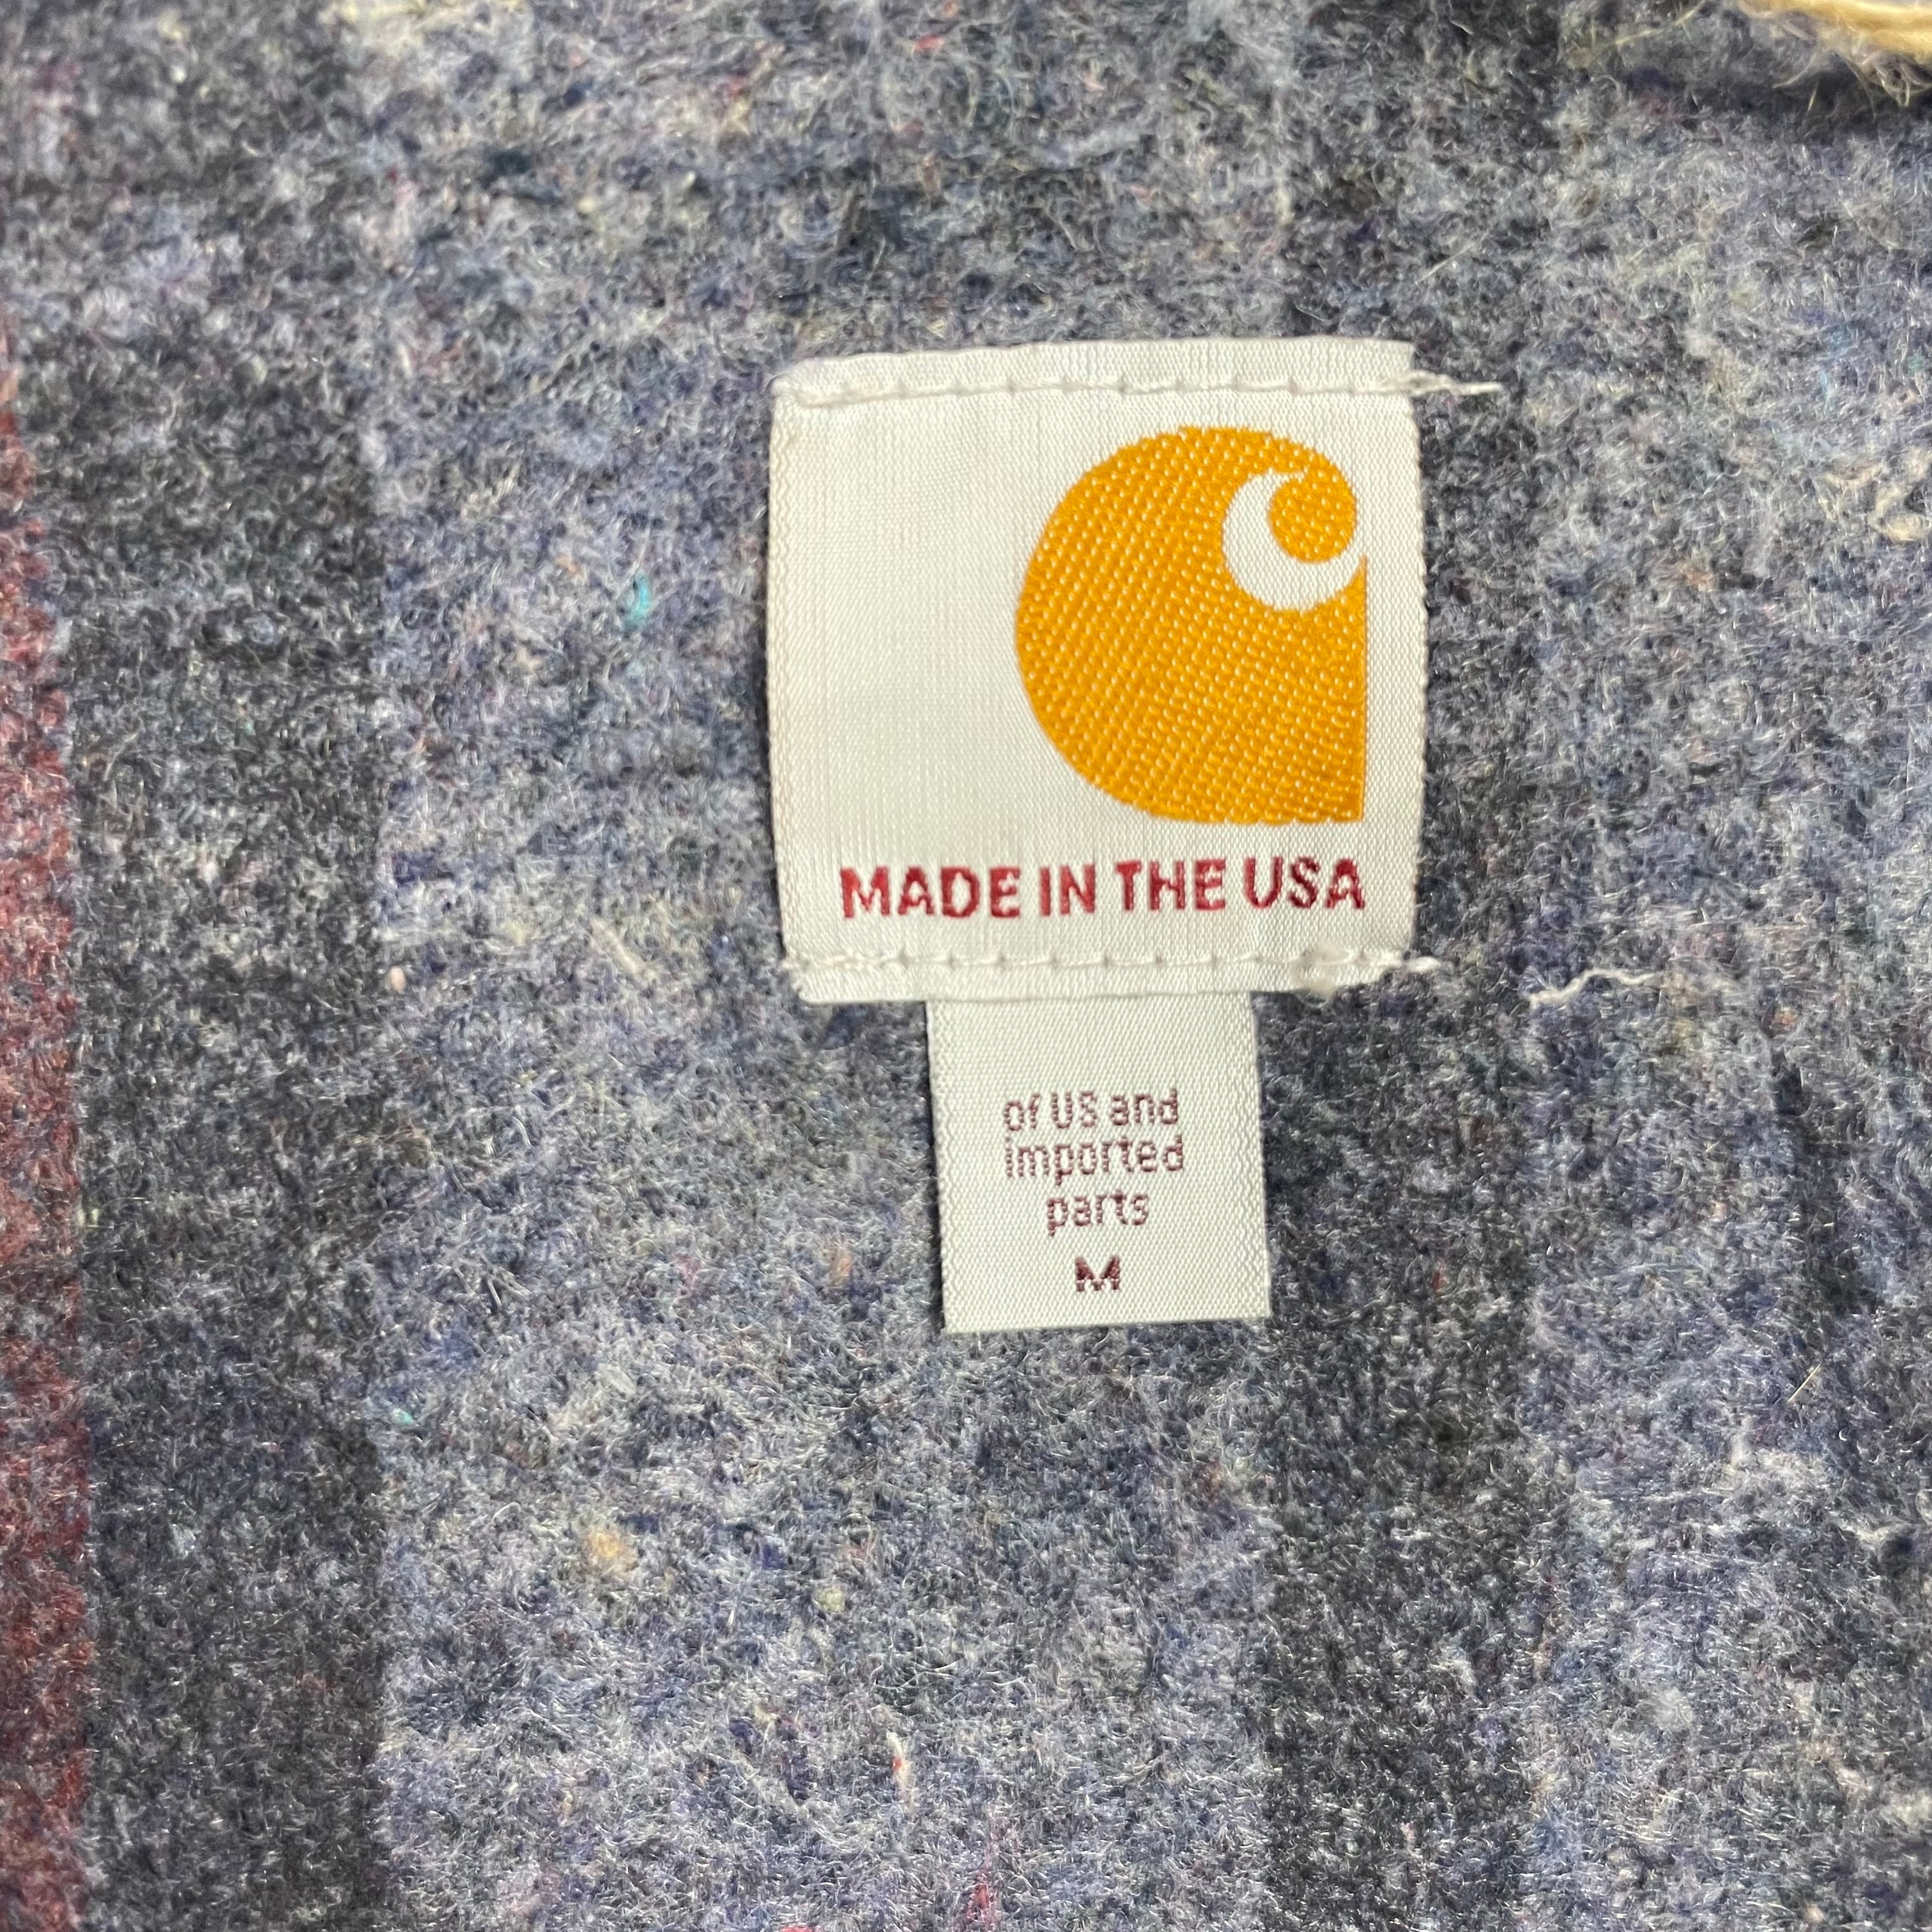 MADE IN THE USA
of US and
imported
parts
M